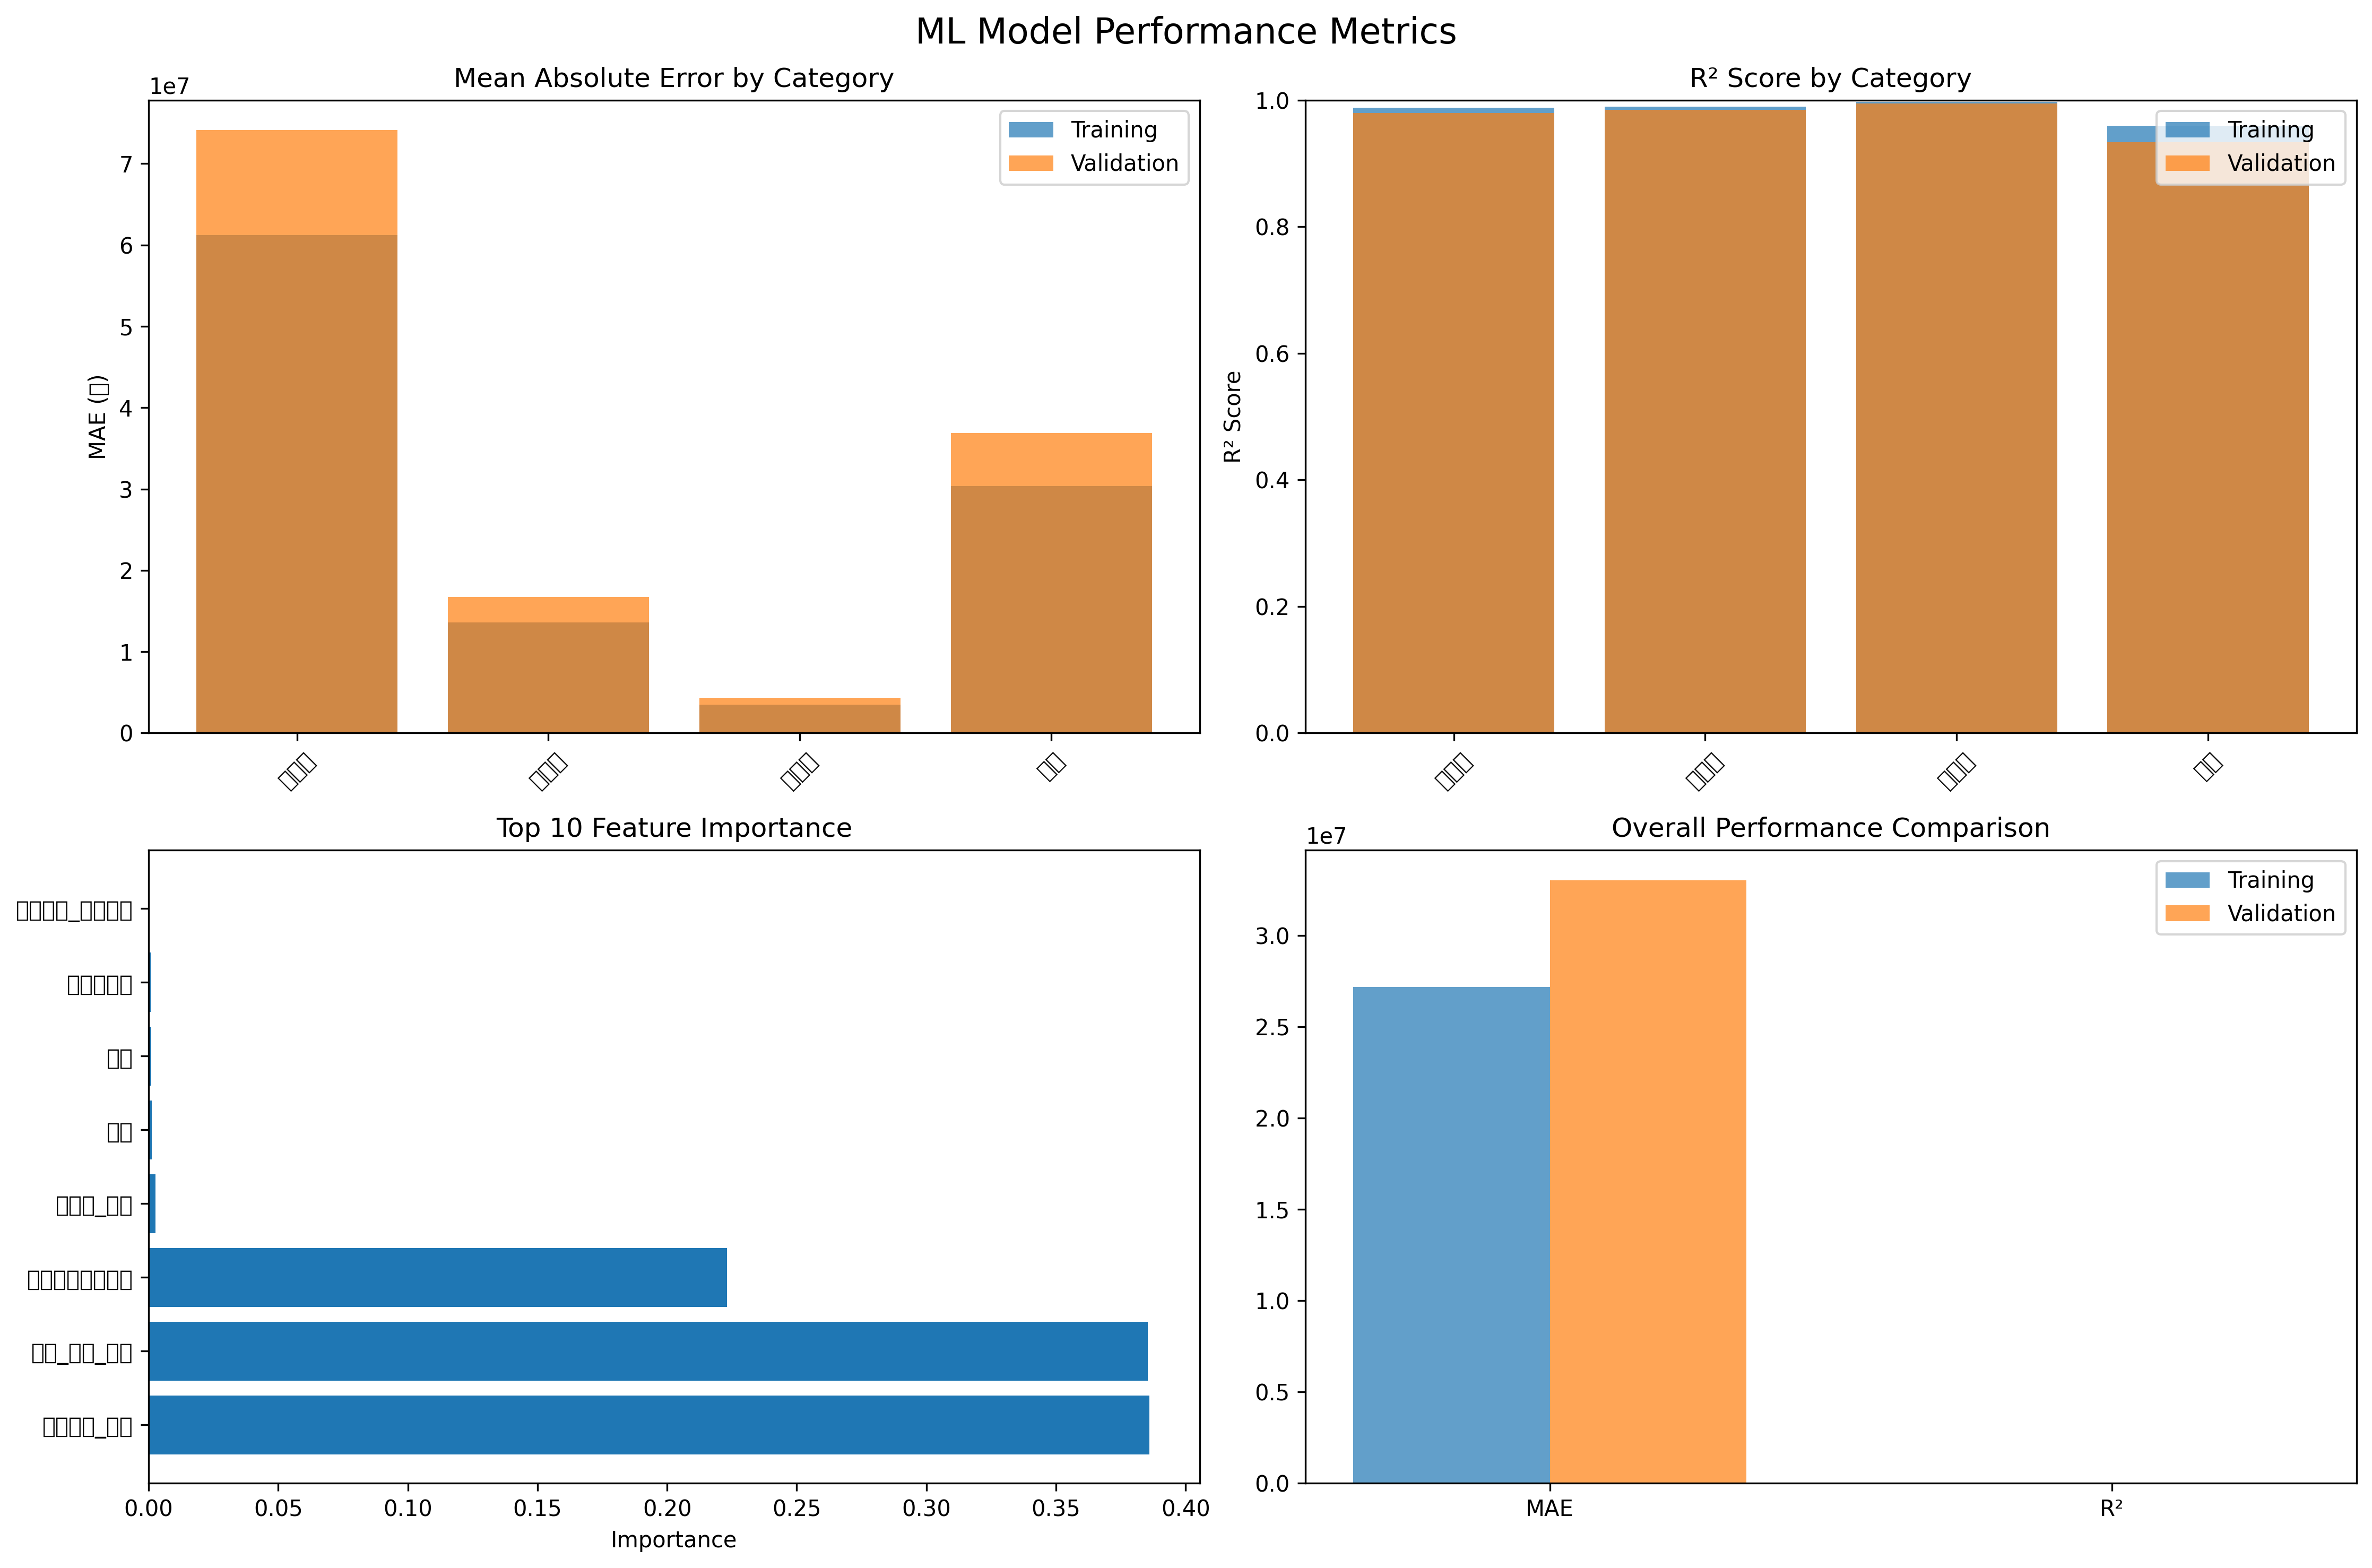 ML Model Performance Metrics
Mean Absolute Error by Category
1e7
Training
Validation
7
6
5
4
3
2
1
0
MAE
R² Score by Category
Training
Validation
1.0
0.8
0.6
0.4
0.2
0.0
R² Score
Top 10 Feature Importance
0.00 0.05 0.10 0.15 0.20 0.25 0.30 0.35 0.40
Importance
Overall Performance Comparison
1e7
Training
Validation
3.0
2.5
2.0
1.5
1.0
0.5
0.0
MAE R²